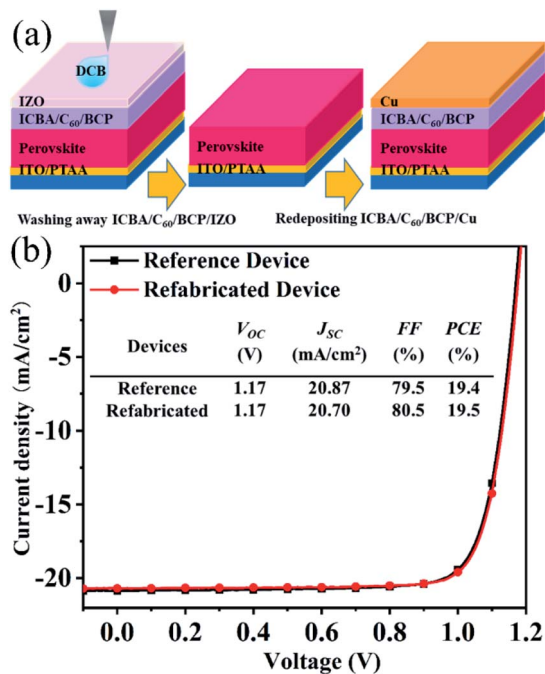 (a)
DCB
IZO
ICBA/C₆₀/BCP
Perovskite
ITO/PTAA
Perovskite
ITO/PTAA
Cu
ICBA/C₆₀/BCP
Perovskite
ITO/PTAA
Washing away ICBA/C₆₀/BCP/IZO
Redepositing ICBA/C₆₀/BCP/Cu
(b)
Reference Device
Refabricated Device
Devices V_OC (V) J_SC (mA/cm²) FF (%) PCE (%)
Reference 1.17 20.87 79.5 19.4
Refabricated 1.17 20.70 80.5 19.5
Current density (mA/cm²)
0
-5
-10
-15
-20
0.0 0.2 0.4 0.6 0.8 1.0 1.2
Voltage (V)